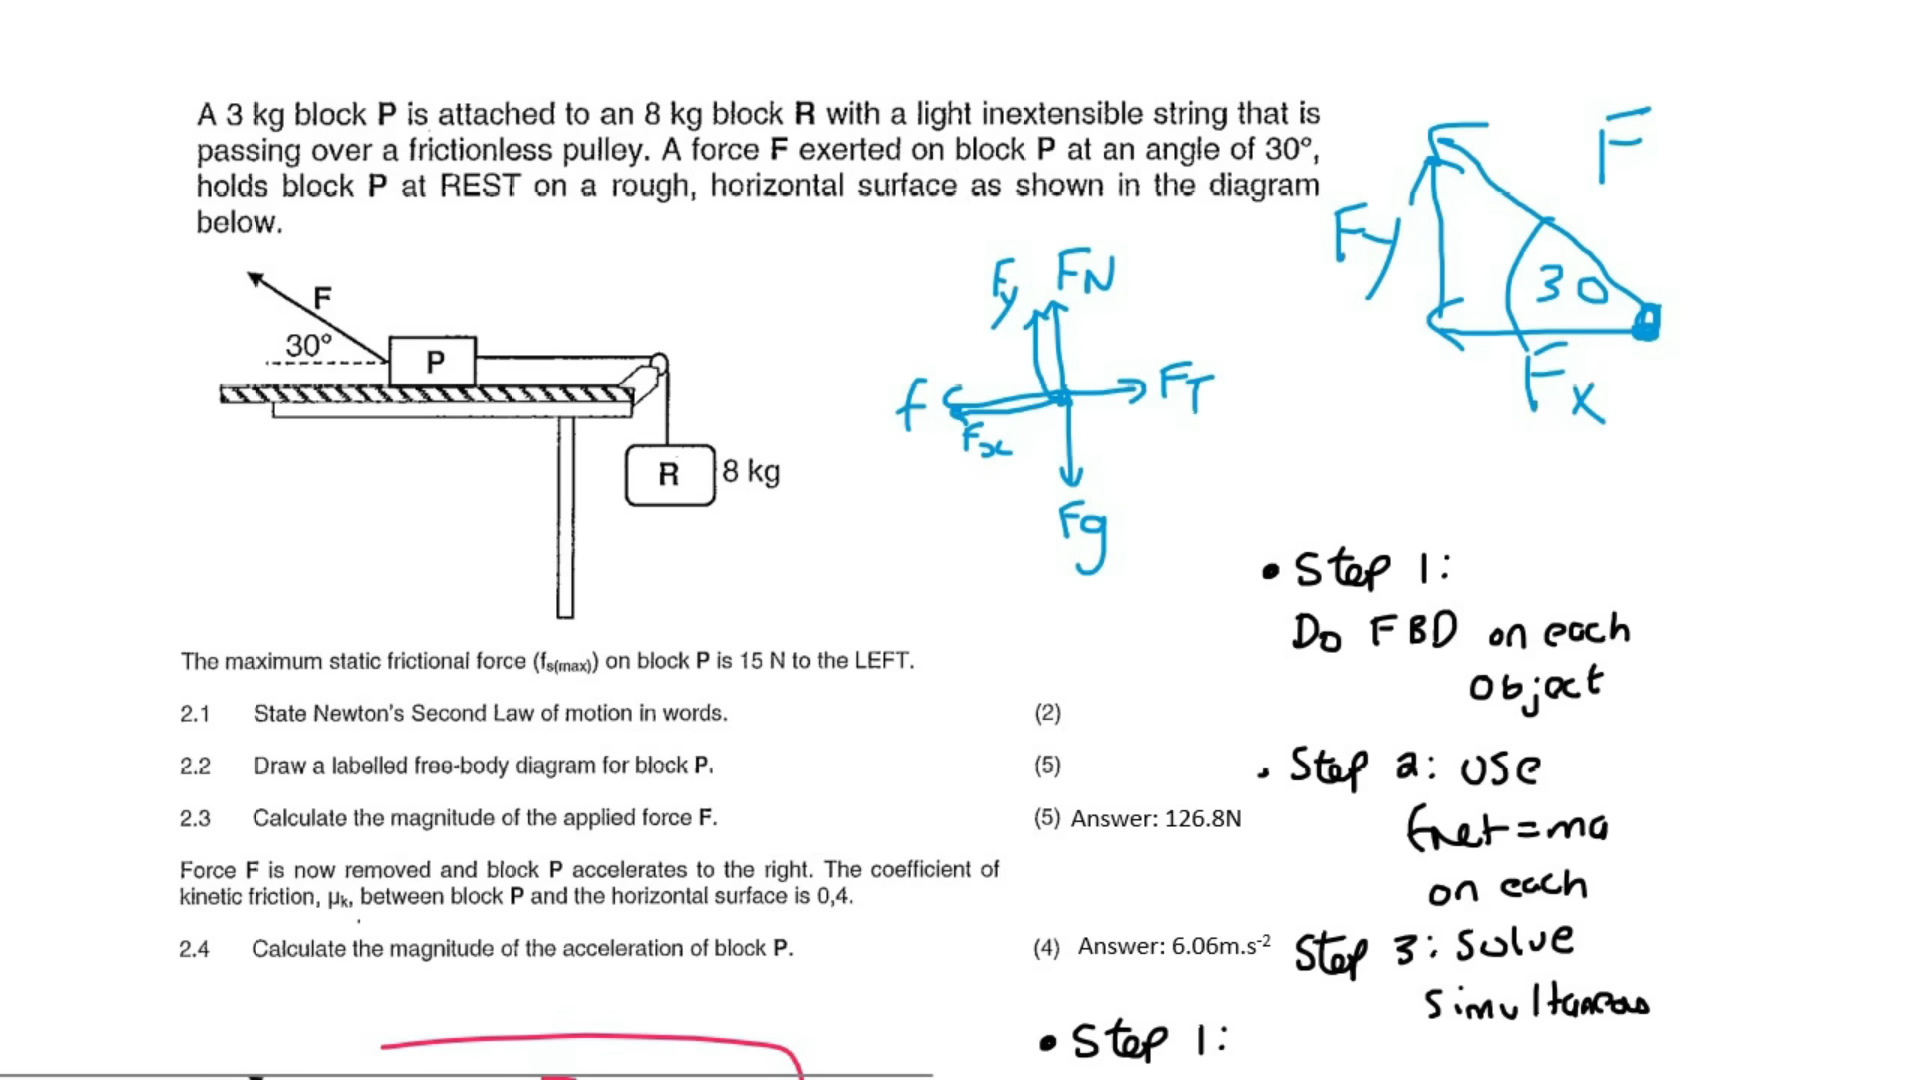 A 3 kg block P is attached to an 8 kg block R with a light inextensible string that is
passing over a frictionless pulley. A force F exerted on block P at an angle of 30°,
holds block P at REST on a rough, horizontal surface as shown in the diagram
below.
F
30°
P
R
8 kg
Fy FN
f
Fx
FT
Fg
F
Fy
30
Fx
The maximum static frictional force (fs(max)) on block P is 15 N to the LEFT.
2.1 State Newton's Second Law of motion in words. (2)
2.2 Draw a labelled free-body diagram for block P. (5)
2.3 Calculate the magnitude of the applied force F. (5) Answer: 126.8N
Force F is now removed and block P accelerates to the right. The coefficient of
kinetic friction, μk, between block P and the horizontal surface is 0,4.
2.4 Calculate the magnitude of the acceleration of block P. (4) Answer: 6.06m.s-2
• Step 1:
Do FBD on each
Object
• Step 2: USe
Fnet=ma
on each
Step 3: Solve
• Step 1: